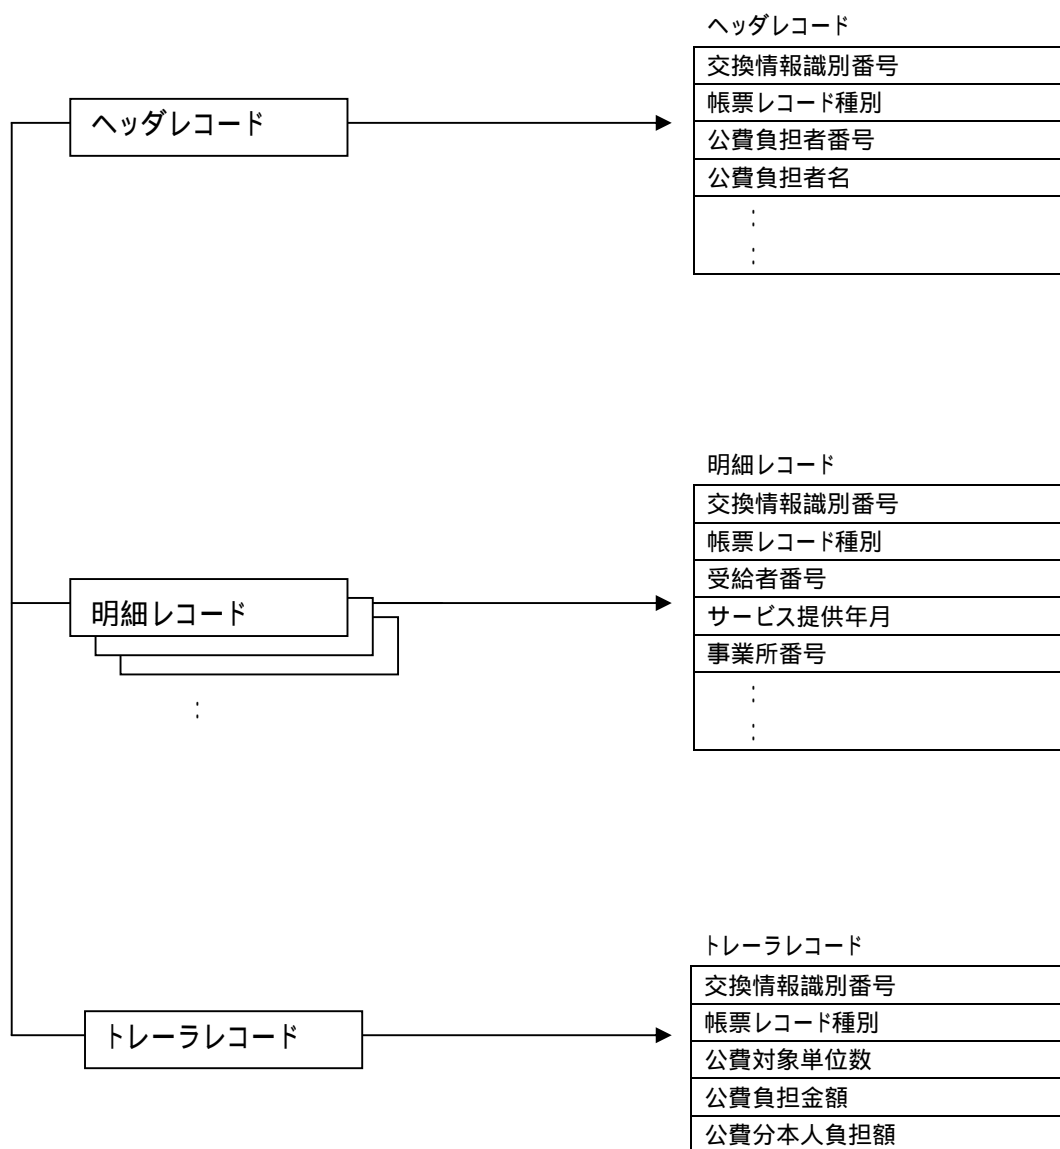 ヘッダレコード
交換情報識別番号
帳票レコード種別
公費負担者番号
公費負担者名
:
:
ヘッダレコード
明細レコード
交換情報識別番号
帳票レコード種別
受給者番号
サービス提供年月
事業所番号
:
:
明細レコード
:
トレーラレコード
交換情報識別番号
帳票レコード種別
公費対象単位数
公費負担金額
公費分本人負担額
トレーラレコード